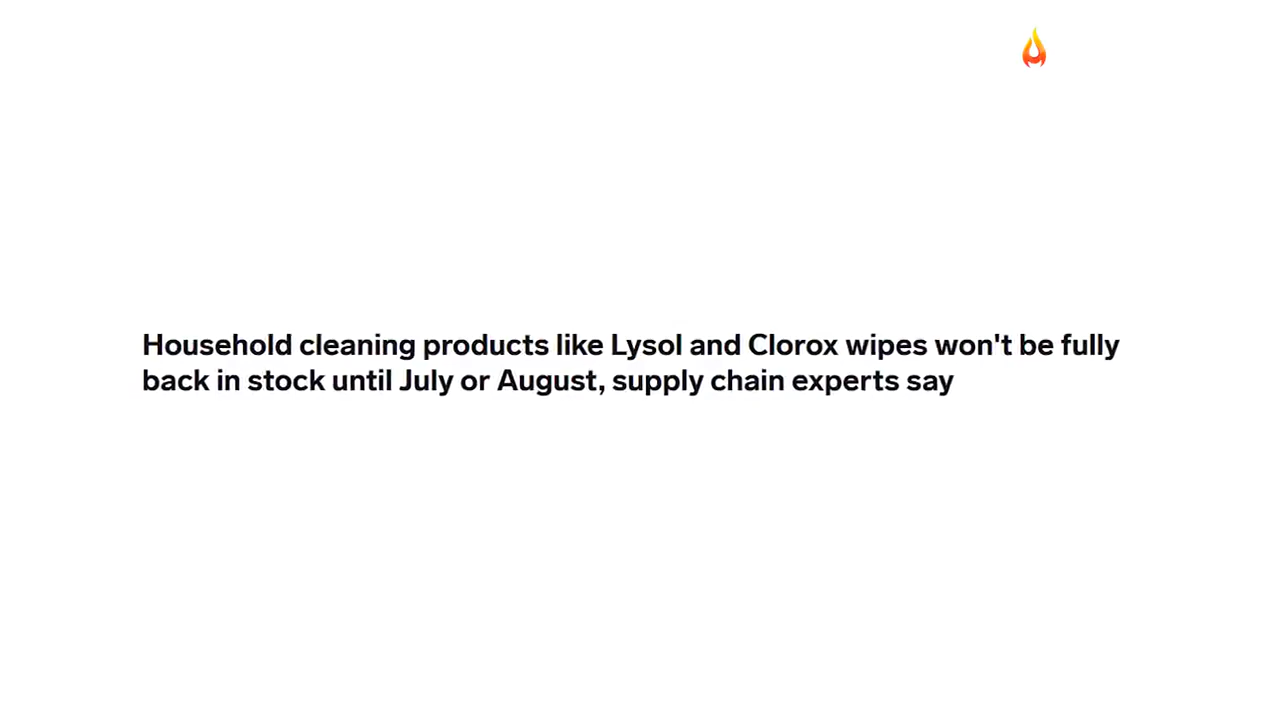 Household cleaning products like Lysol and Clorox wipes won't be fully
back in stock until July or August, supply chain experts say